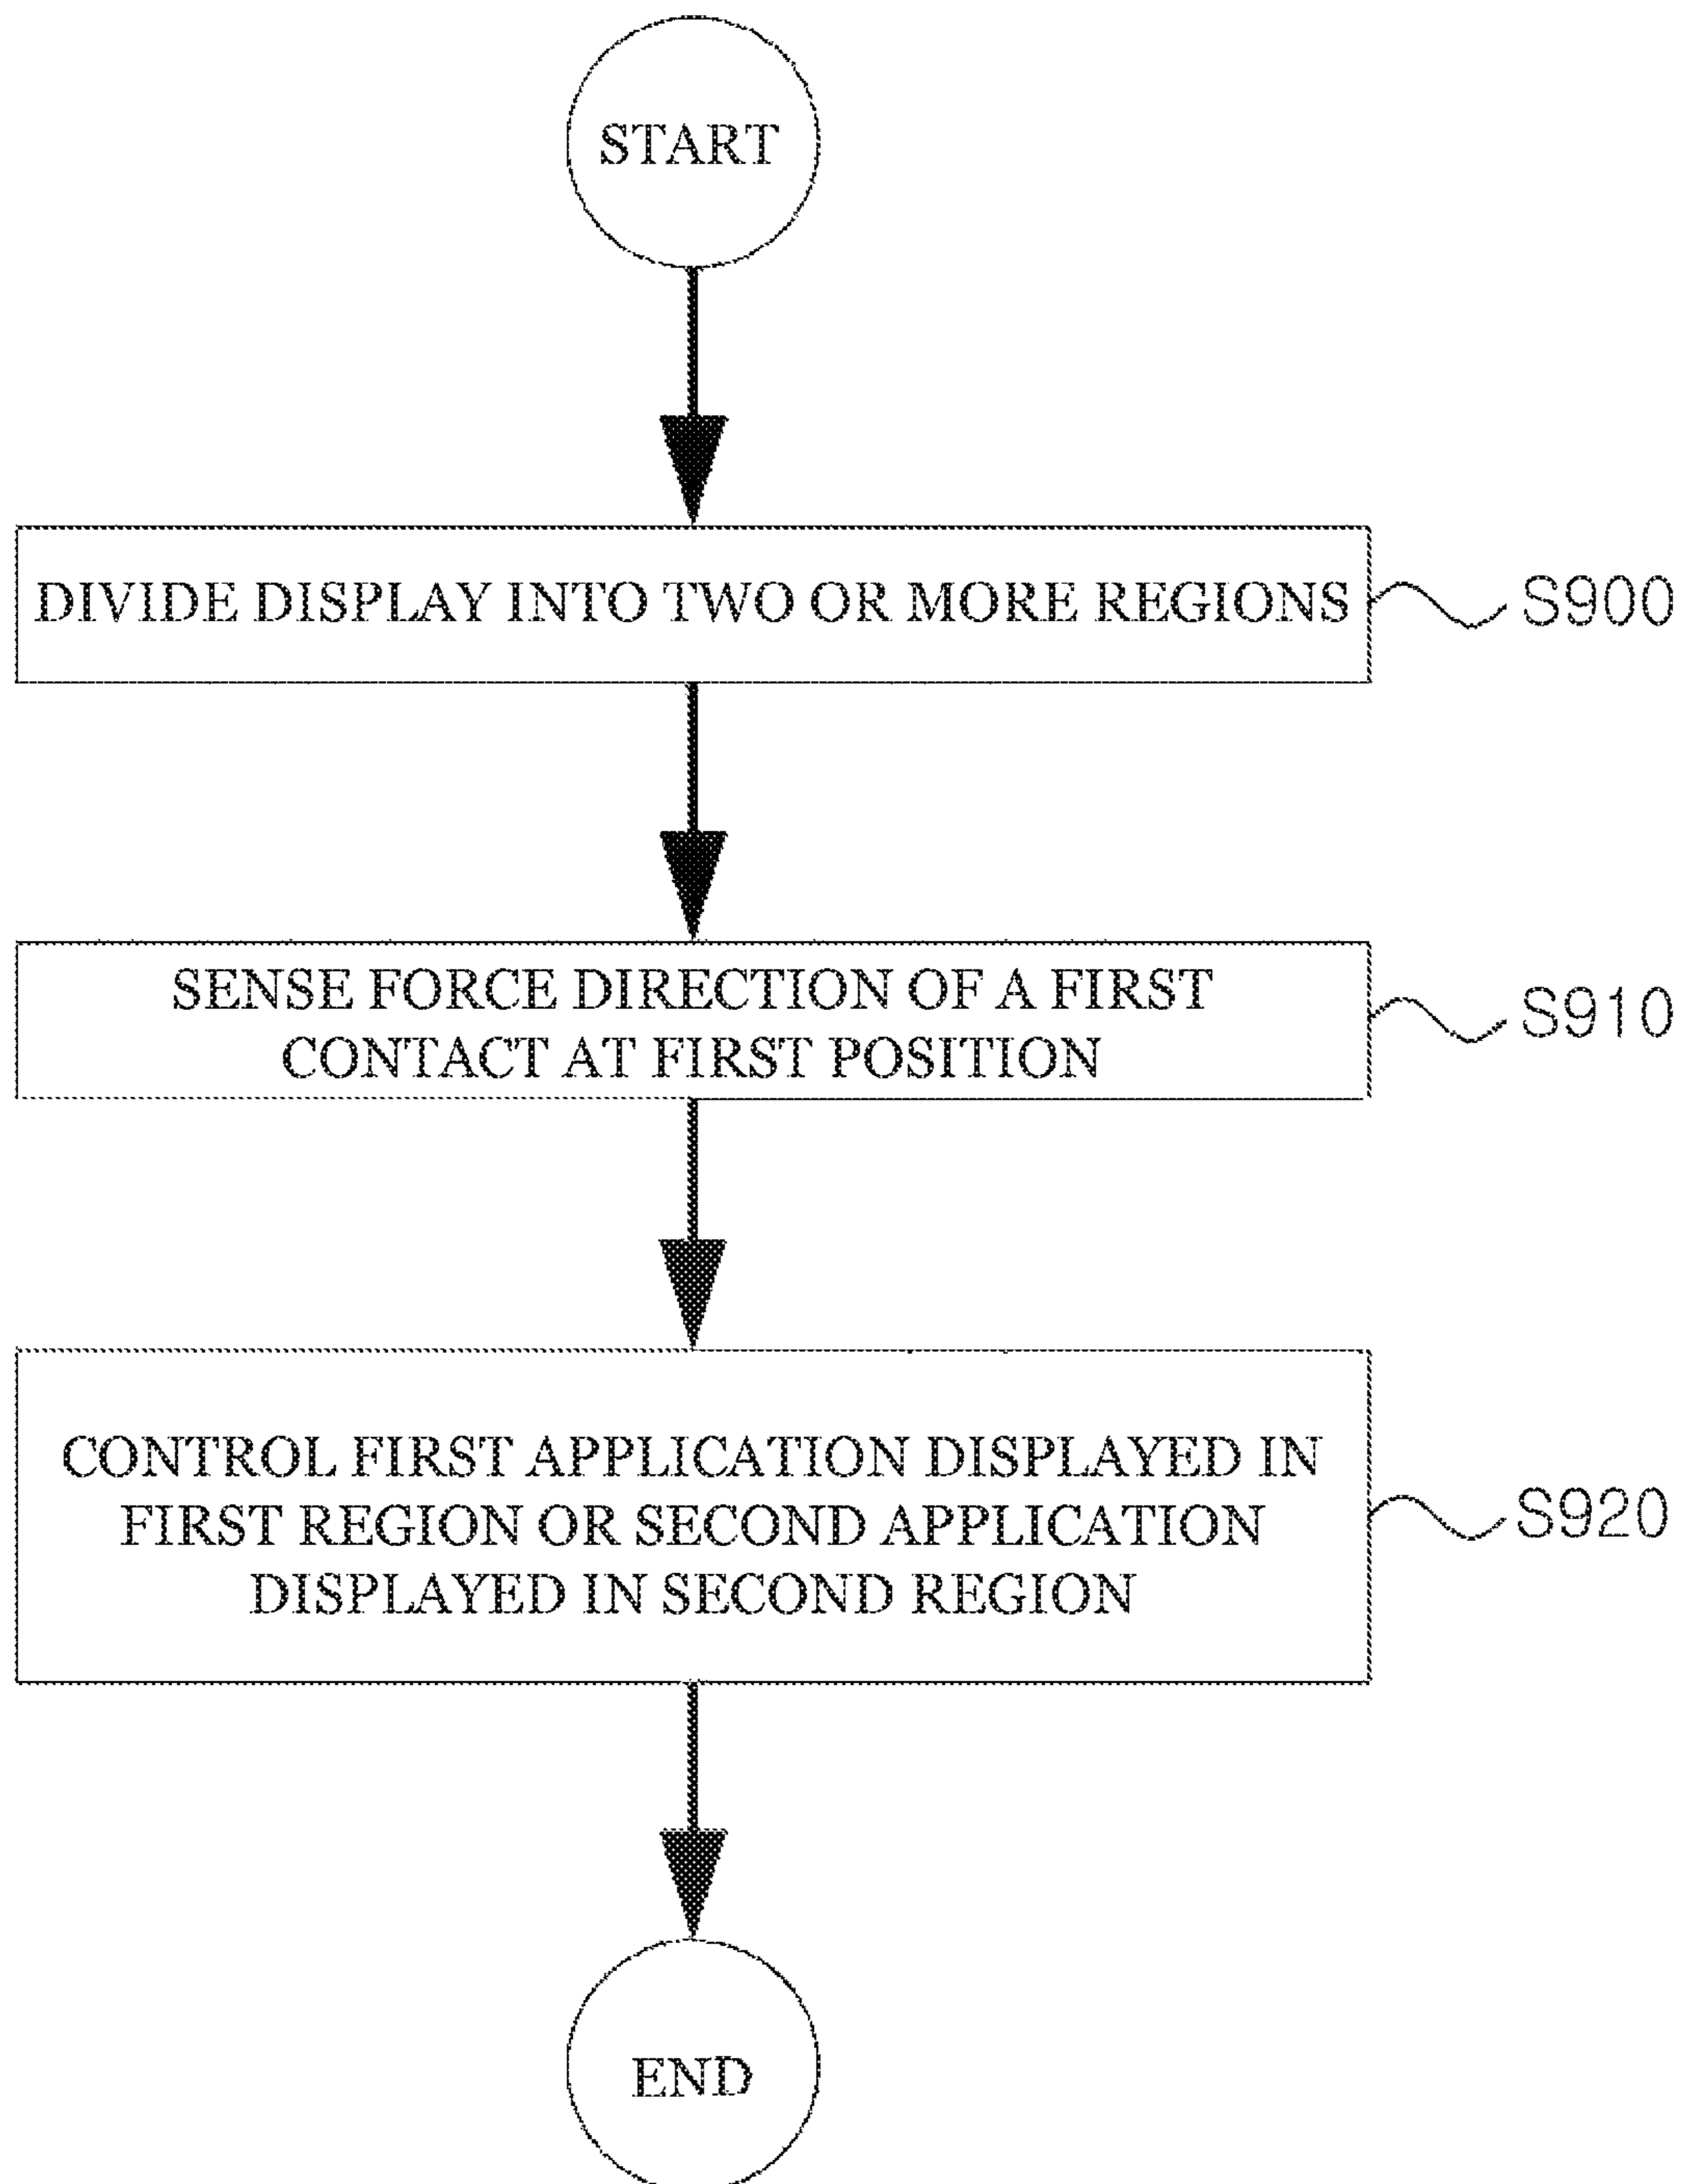 START
DIVIDE DISPLAY INTO TWO OR MORE REGIONS
S900
SENSE FORCE DIRECTION OF A FIRST
CONTACT AT FIRST POSITION
S910
CONTROL FIRST APPLICATION DISPLAYED IN
FIRST REGION OR SECOND APPLICATION
DISPLAYED IN SECOND REGION
S920
END